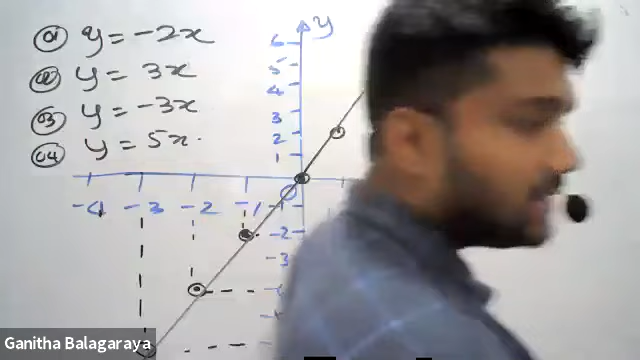 01 y = -2x
02 y = 3x
03 y = -3x
04 y = 5x
y
6
5
4
3
2
1
-4 -3 -2 -1
-1
-2
-3
Ganitha Balagaraya